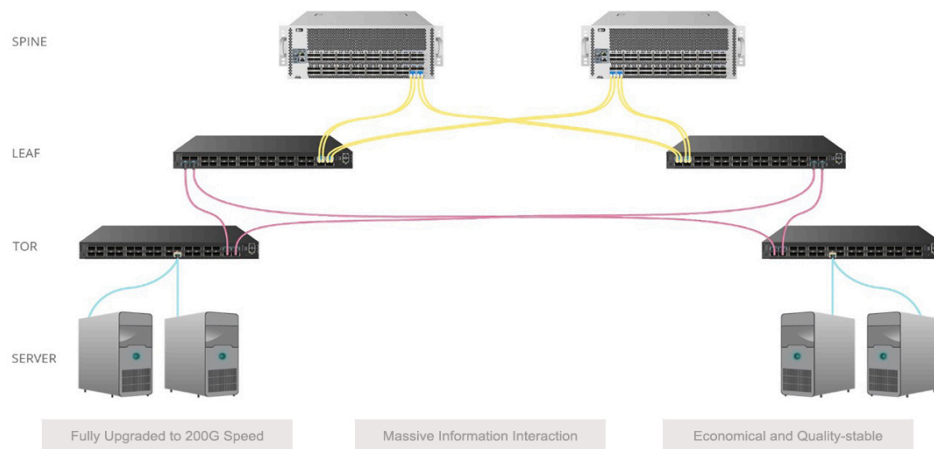 SPINE
LEAF
TOR
SERVER
Fully Upgraded to 200G Speed
Massive Information Interaction
Economical and Quality-stable